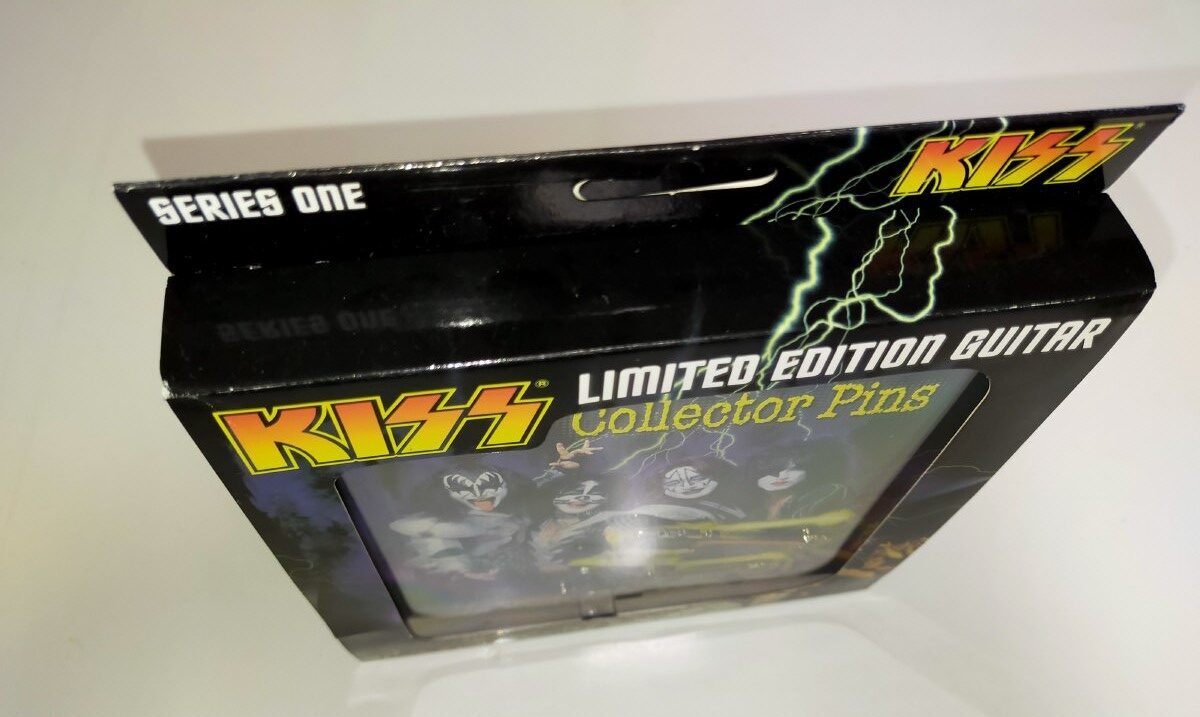 SERIES ONE
KISS®
KISS®
LIMITED EDITION GUITAR
Collector Pins